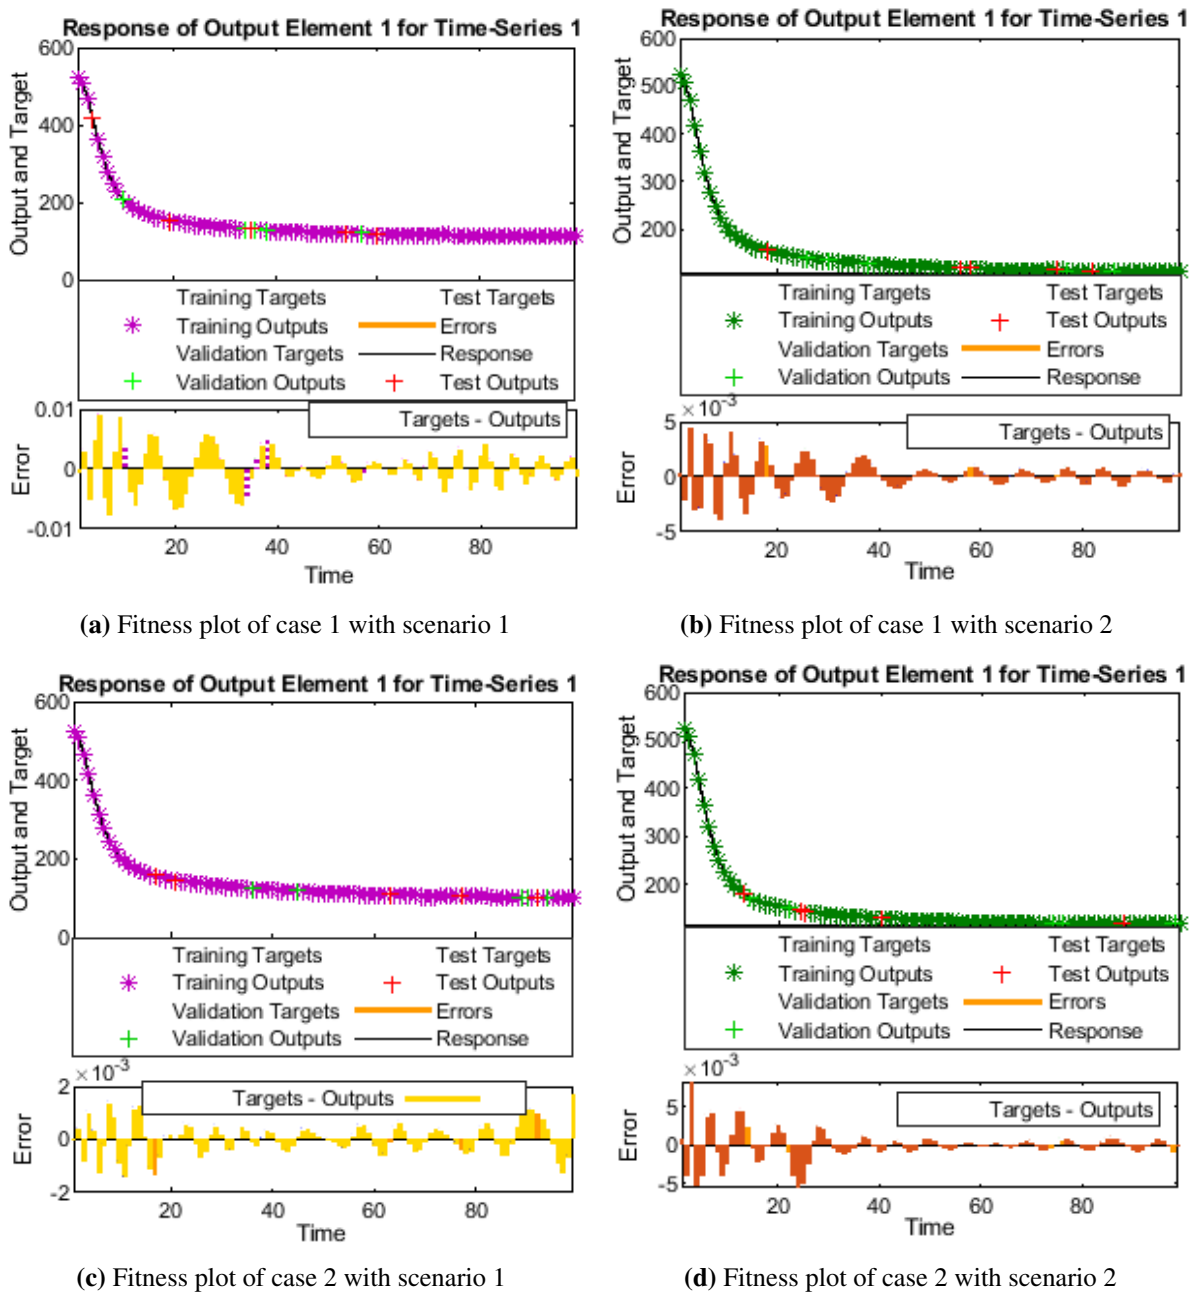 Response of Output Element 1 for Time-Series 1
600
400
200
0
Output and Target
Training Targets
Test Targets
Training Outputs
Errors
Validation Targets
Response
Validation Outputs
Test Outputs
0.01
0
-0.01
Error
Targets - Outputs
20 40 60 80
Time
(a) Fitness plot of case 1 with scenario 1
Response of Output Element 1 for Time-Series 1
600
500
400
300
200
Output and Target
Training Targets
Test Targets
Training Outputs
Test Outputs
Validation Targets
Errors
Validation Outputs
Response
×10-3
5
0
-5
Error
Targets - Outputs
20 40 60 80
Time
(b) Fitness plot of case 1 with scenario 2
Response of Output Element 1 for Time-Series 1
600
400
200
0
Output and Target
20 40 60 80
Training Targets
Test Targets
Training Outputs
Test Outputs
Validation Targets
Errors
Validation Outputs
Response
×10-3
2
0
-2
Error
Targets - Outputs
20 40 60 80
Time
(c) Fitness plot of case 2 with scenario 1
Response of Output Element 1 for Time-Series 1
600
500
400
300
200
Output and Target
Training Targets
Test Targets
Training Outputs
Test Outputs
Validation Targets
Errors
Validation Outputs
Response
×10-3
5
0
-5
Error
Targets - Outputs
20 40 60 80
Time
(d) Fitness plot of case 2 with scenario 2